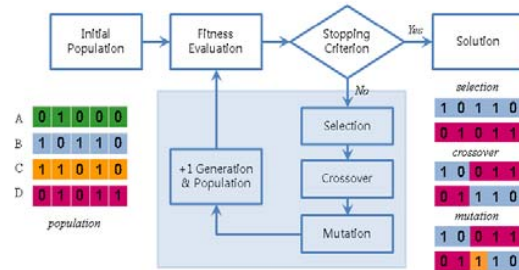 Initial
Population
Fitness
Evaluation
Stopping
Criterion
Yes
Solution
No
Selection
Crossover
Mutation
+1 Generation
& Population
A 0 1 0 0 0
B 1 0 1 1 0
C 1 1 0 1 0
D 0 1 0 1 1
population
selection
1 0 1 1 0
0 1 0 1 1
crossover
1 0 0 1 1
0 1 1 1 0
mutation
1 0 0 1 1
0 1 1 1 0